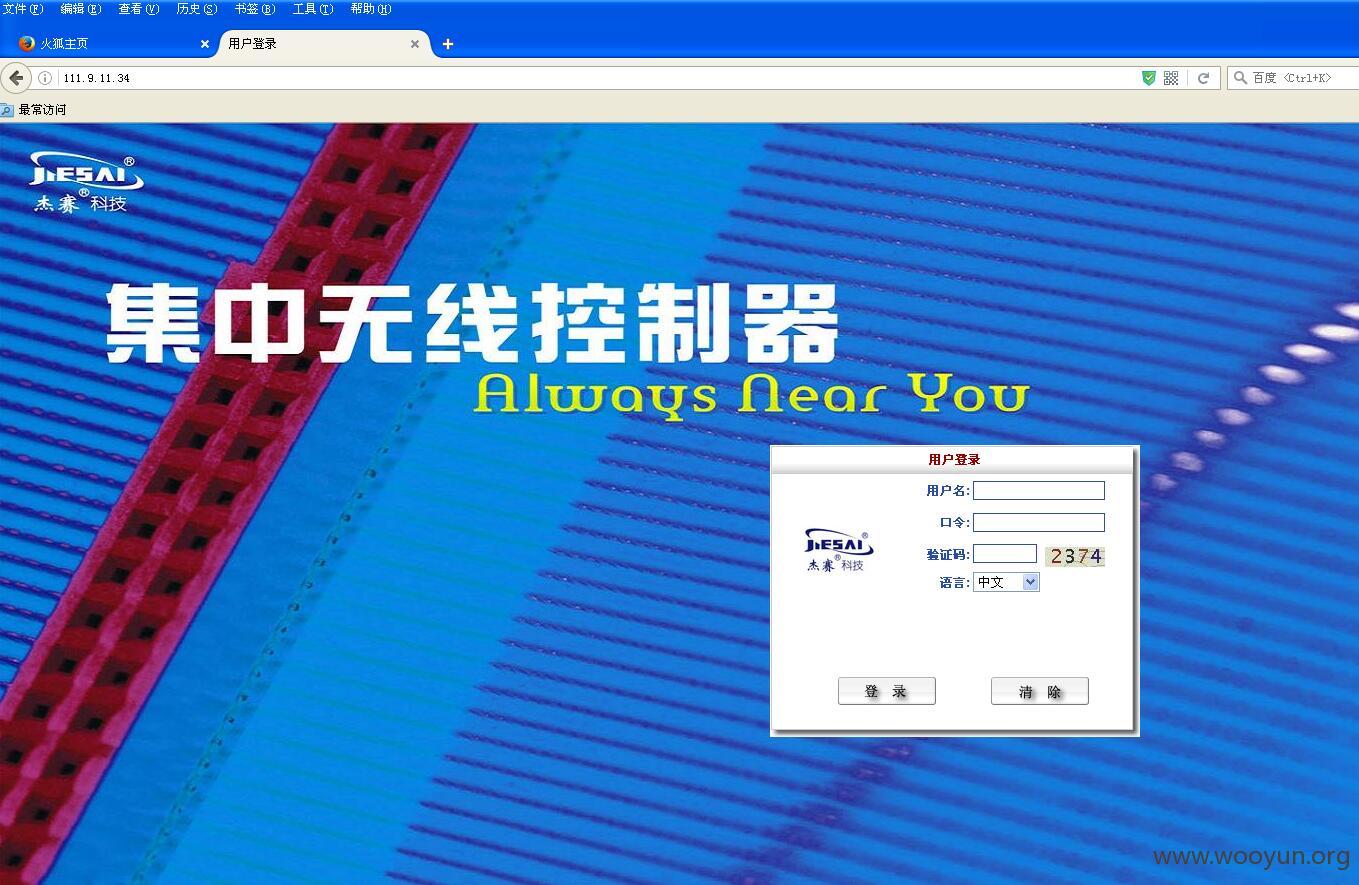 文件(F) 编辑(E) 查看(V) 历史(S) 书签(B) 工具(T) 帮助(H)
火狐主页 × 用户登录 × +
111.9.11.34 百度 <Ctrl+K>
最常访问
JIESAI®
杰赛®科技
集中无线控制器
Always Near You
用户登录
用户名:
口令:
JIESAI®
杰赛®科技
验证码: 2374
语言: 中文
登 录 清 除
www.wooyun.org